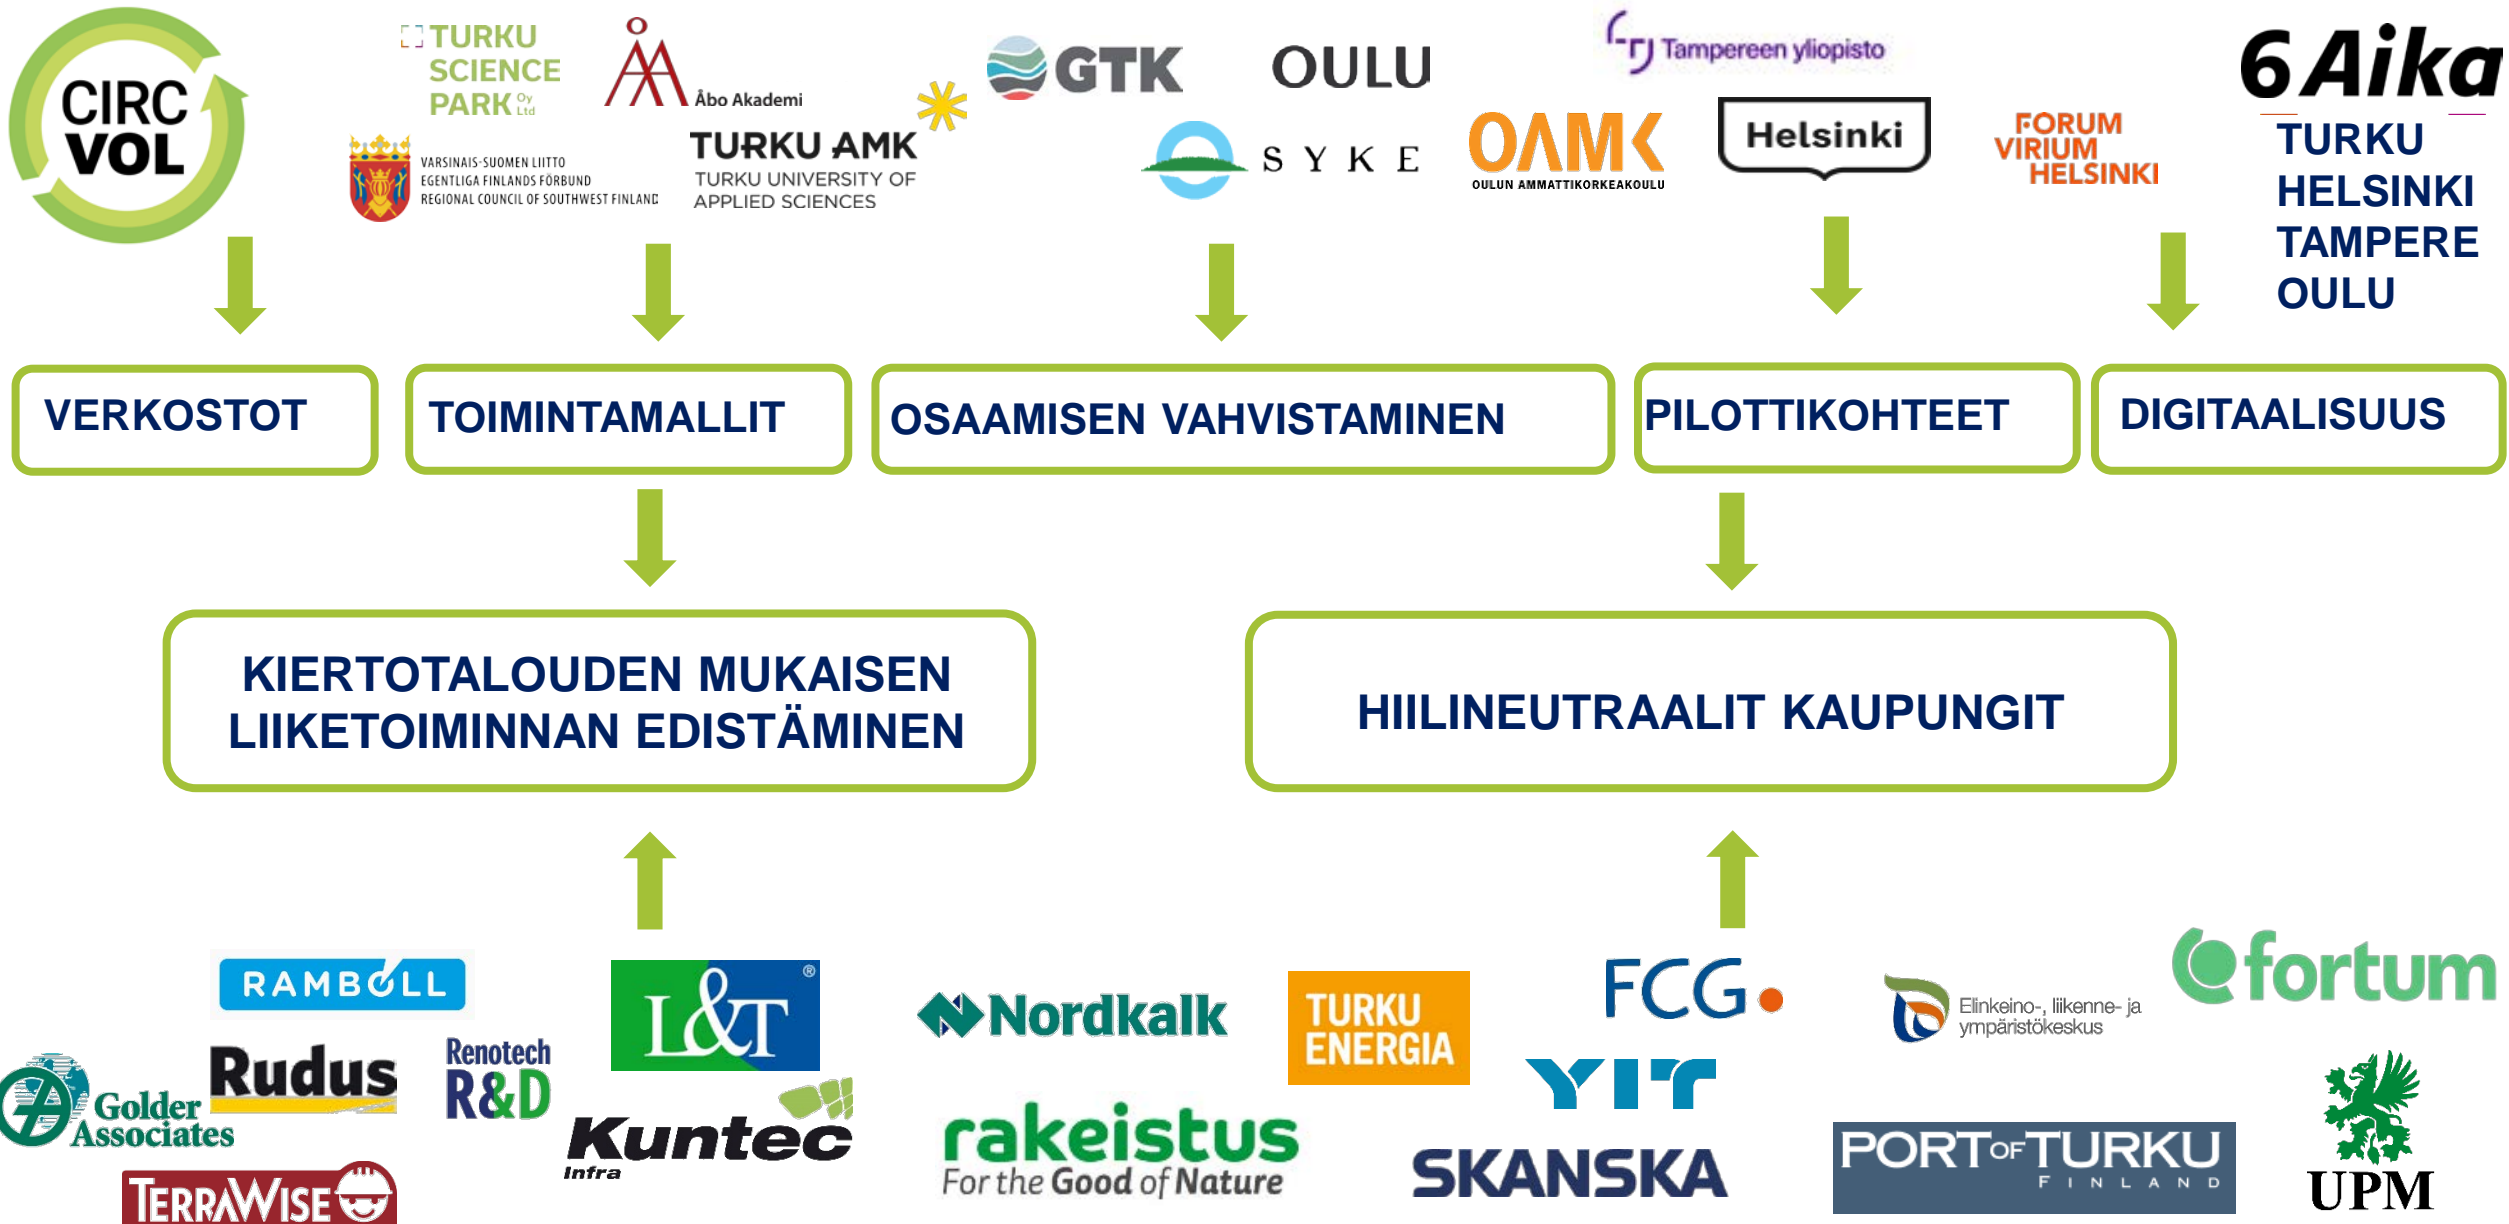 CIRC
VOL
TURKU
SCIENCE
PARK Oy Ltd
Åbo Akademi
VARSINAIS-SUOMEN LIITTO
EGENTLIGA FINLANDS FÖRBUND
REGIONAL COUNCIL OF SOUTHWEST FINLAND
TURKU AMK
TURKU UNIVERSITY OF
APPLIED SCIENCES
GTK
OULU
SYKE
Tampereen yliopisto
OAMK
OULUN AMMATTIKORKEAKOULU
Helsinki
FORUM
VIRIUM
HELSINKI
6Aika
TURKU
HELSINKI
TAMPERE
OULU
VERKOSTOT
TOIMINTAMALLIT
OSAAMISEN VAHVISTAMINEN
PILOTTIKOHTEET
DIGITAALISUUS
KIERTOTALOUDEN MUKAISEN
LIIKETOIMINNAN EDISTÄMINEN
HIILINEUTRAALIT KAUPUNGIT
RAMBOLL
L&T ®
Nordkalk
TURKU
ENERGIA
FCG
Elinkeino-, liikenne- ja
ympäristökeskus
fortum
Golder
Associates
Rudus
Renotech
R&D
Kuntec
Infra
rakeistus
For the Good of Nature
YIT
SKANSKA
PORT OF TURKU
FINLAND
UPM
TERRAWISE